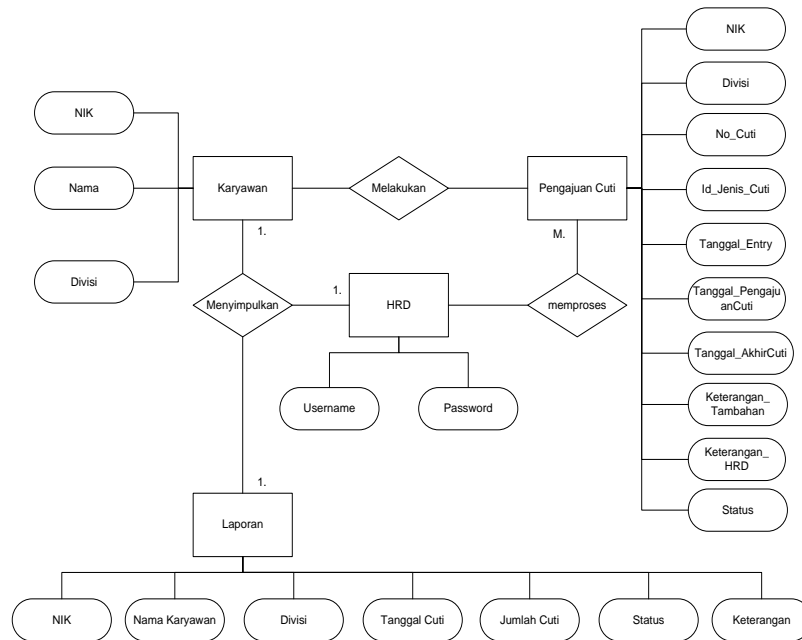 NIK
Divisi
NIK
No_Cuti
Nama
Karyawan
Melakukan
Pengajuan Cuti
Id_Jenis_Cuti
1.
M.
Tanggal_Entry
Divisi
Menyimpulkan
1.
HRD
memproses
Tanggal_Pengaju
anCuti
Tanggal_AkhirCuti
Username
Password
Keterangan_
Tambahan
Keterangan_
HRD
1.
Laporan
Status
NIK
Nama Karyawan
Divisi
Tanggal Cuti
Jumlah Cuti
Status
Keterangan